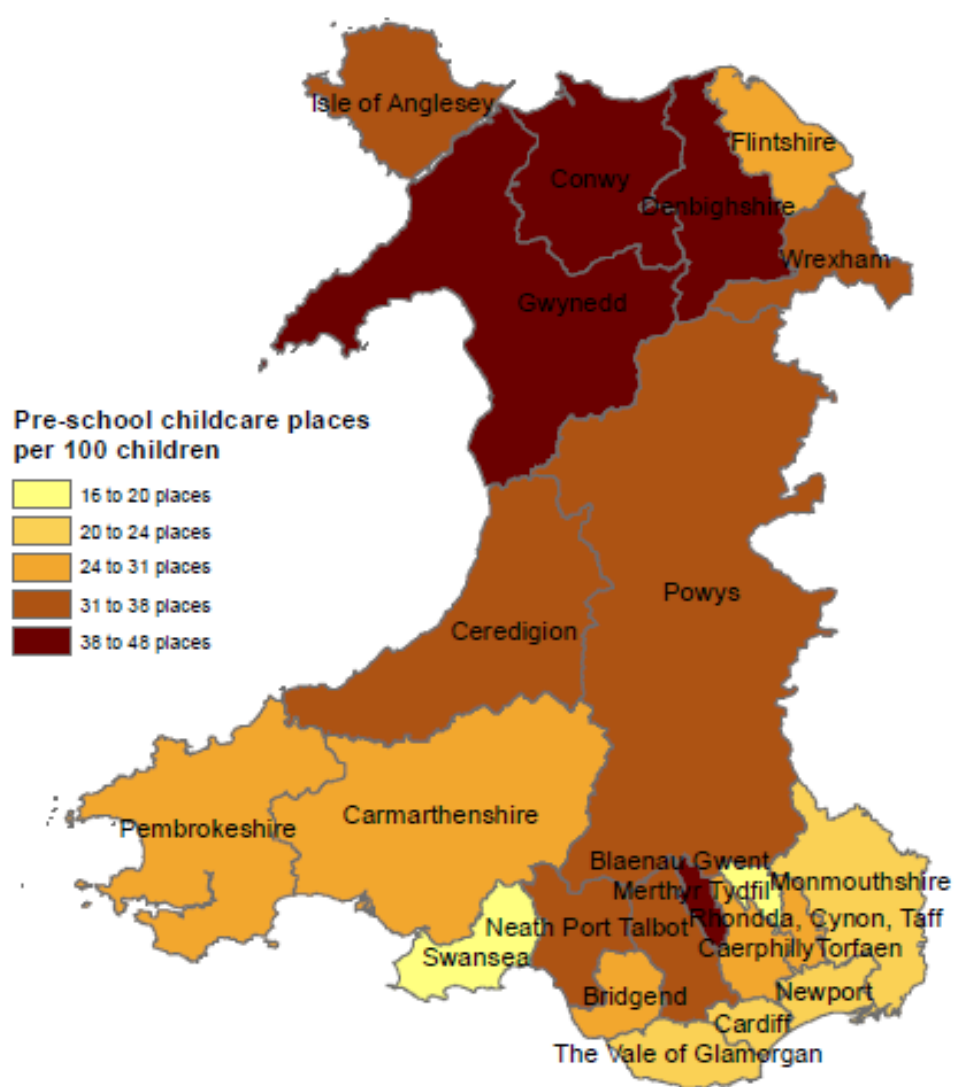 Isle of Anglesey
Flintshire
Conwy
Denbighshire
Wrexham
Gwynedd
Pre-school childcare places
per 100 children
16 to 20 places
20 to 24 places
24 to 31 places
31 to 38 places
38 to 48 places
Powys
Ceredigion
Carmarthenshire
Pembrokeshire
Blaenau Gwent
Merthyr Tydfil
Monmouthshire
Rhondda, Cynon, Taff
Neath Port Talbot
Caerphilly
Torfaen
Swansea
Bridgend
Newport
Cardiff
The Vale of Glamorgan